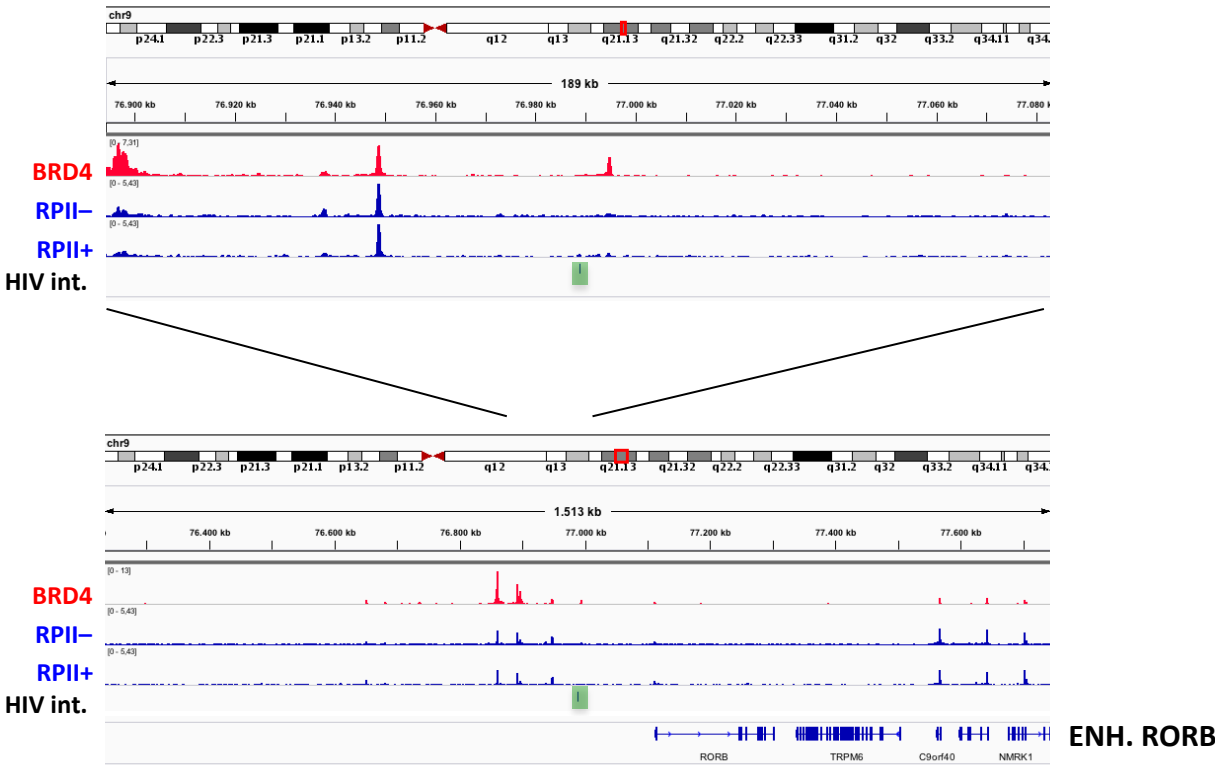 chr9
p24.1 p22.3 p21.3 p21.1 p13.2 p11.2 q12 q13 q21.13 q21.32 q22.2 q22.33 q31.2 q32 q33.2 q34.11 q34.
189 kb
76.900 kb 76.920 kb 76.940 kb 76.960 kb 76.980 kb 77.000 kb 77.020 kb 77.040 kb 77.060 kb 77.080 k
[0 - 7,31]
BRD4
[0 - 5,43]
RPII–
[0 - 5,43]
RPII+
HIV int.
chr9
p24.1 p22.3 p21.3 p21.1 p13.2 p11.2 q12 q13 q21.13 q21.32 q22.2 q22.33 q31.2 q32 q33.2 q34.11 q34.
1.513 kb
76.400 kb 76.600 kb 76.800 kb 77.000 kb 77.200 kb 77.400 kb 77.600 kb
[0 - 13]
BRD4
[0 - 5,43]
RPII–
[0 - 5,43]
RPII+
HIV int.
ENH. RORB
RORB TRPM6 C9orf40 NMRK1